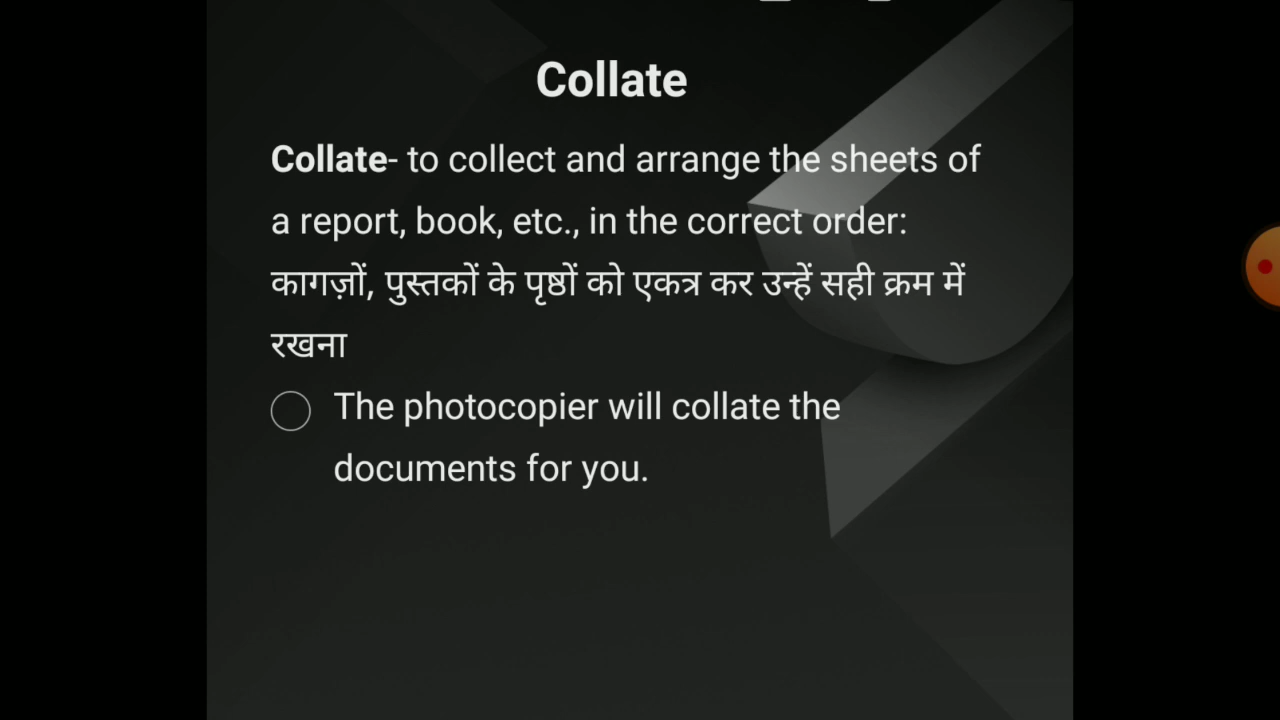 Collate
Collate- to collect and arrange the sheets of
a report, book, etc., in the correct order:
कागज़ों, पुस्तकों के पृष्ठों को एकत्र कर उन्हें सही क्रम में
रखना
The photocopier will collate the
documents for you.